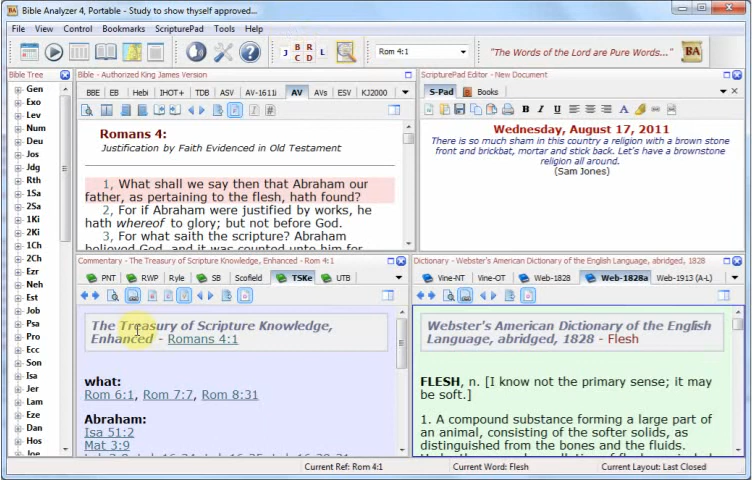 Bible Analyzer 4, Portable - Study to show thyself approved...
File View Control Bookmarks ScripturePad Tools Help
J B R L C D
Rom 4:1
"The Words of the Lord are Pure Words..."
BA
Bible Tree
Gen
Exo
Lev
Num
Deu
Jos
Jdg
Rth
1Sa
2Sa
1Ki
2Ki
1Ch
2Ch
Ezr
Neh
Est
Job
Psa
Pro
Ecc
Son
Isa
Jer
Lam
Eze
Dan
Hos
Joe
Bible - Authorized King James Version
BBE EB Hebi IHOT+ TDB ASV AV-1611i AV AVs ESV KJ2000
Romans 4:
Justification by Faith Evidenced in Old Testament
1, What shall we say then that Abraham our
father, as pertaining to the flesh, hath found?
2, For if Abraham were justified by works, he
hath whereof to glory; but not before God.
3, For what saith the scripture? Abraham
believed God, and it was counted unto him for
ScripturePad Editor - New Document
S-Pad Books
B I U
Wednesday, August 17, 2011
There is so much sham in this country a religion with a brown stone
front and brickbat, mortar and stick back. Let's have a brownstone
religion all around.
(Sam Jones)
Commentary - The Treasury of Scripture Knowledge, Enhanced - Rom 4:1
PNT RWP Ryle SB Scofield TSKe UTB
The Treasury of Scripture Knowledge,
Enhanced - Romans 4:1
what:
Rom 6:1, Rom 7:7, Rom 8:31
Abraham:
Isa 51:2
Mat 3:9
Dictionary - Webster's American Dictionary of the English Language, abridged, 1828
Vine-NT Vine-OT Web-1828 Web-1828a Web-1913 (A-L)
Webster's American Dictionary of the English
Language, abridged, 1828 - Flesh
FLESH, n. [I know not the primary sense; it may
be soft.]
1. A compound substance forming a large part of
an animal, consisting of the softer solids, as
distinguished from the bones and the fluids.
Current Ref: Rom 4:1
Current Word: Flesh
Current Layout: Last Closed